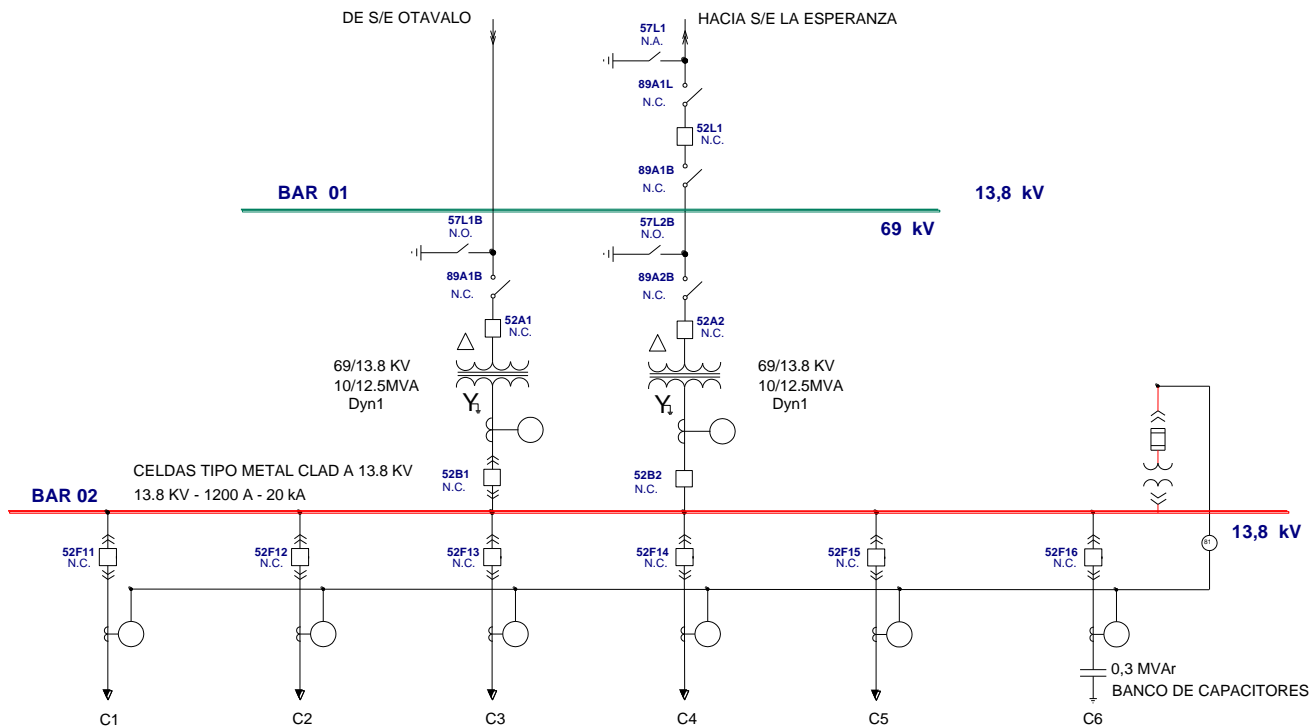 DE S/E OTAVALO
HACIA S/E LA ESPERANZA
57L1
N.A.
89A1L
N.C.
52L1
N.C.
89A1B
N.C.
BAR 01
13,8 kV
69 kV
57L1B
N.O.
57L2B
N.O.
89A1B
N.C.
89A2B
N.C.
52A1
N.C.
52A2
N.C.
69/13.8 KV
10/12.5MVA
Dyn1
69/13.8 KV
10/12.5MVA
Dyn1
Y
Y
CELDAS TIPO METAL CLAD A 13.8 KV
13.8 KV - 1200 A - 20 kA
52B1
N.C.
52B2
N.C.
BAR 02
13,8 kV
52F11
N.C.
52F12
N.C.
52F13
N.C.
52F14
N.C.
52F15
N.C.
52F16
N.C.
B1
0,3 MVAr
BANCO DE CAPACITORES
C1
C2
C3
C4
C5
C6